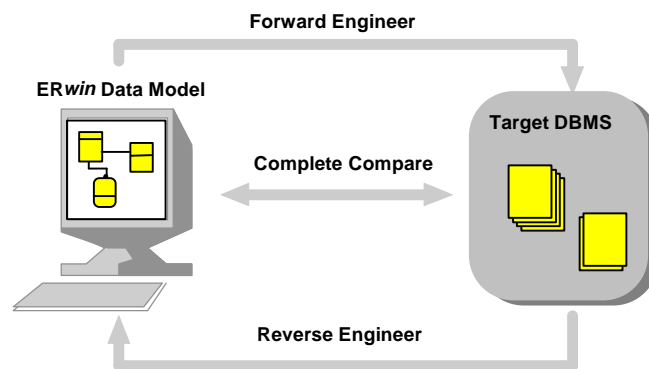 Forward Engineer
ERwin Data Model
Target DBMS
Complete Compare
Reverse Engineer